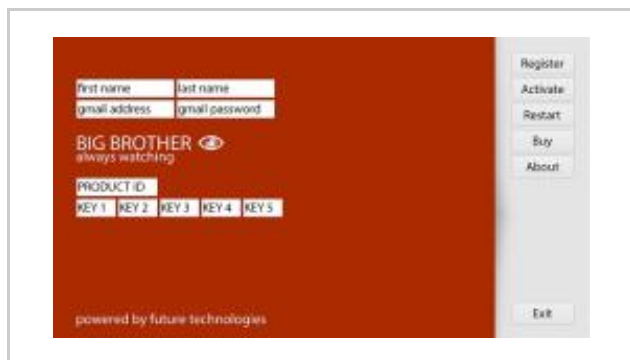 first name last name
gmail address gmail password
BIG BROTHER
always watching
PRODUCT ID
KEY 1 KEY 2 KEY 3 KEY 4 KEY 5
powered by future technologies
Register
Activate
Restart
Buy
About
Exit